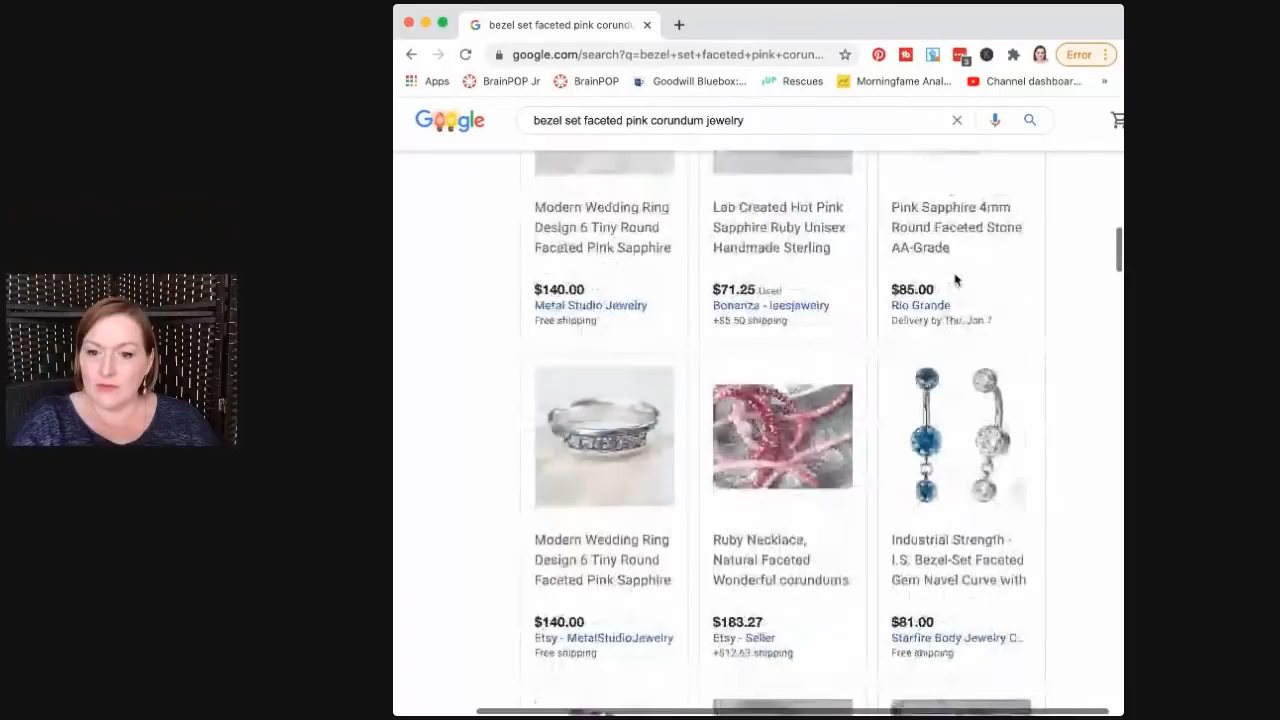 bezel set faceted pink corundu
google.com/search?q=bezel+set+faceted+pink+corun...
Error
Apps
BrainPOP Jr
BrainPOP
Goodwill Bluebox:...
UP Rescues
Morningfame Anal...
Channel dashboar...
»
Google
bezel set faceted pink corundum jewelry
Modern Wedding Ring
Design 6 Tiny Round
Faceted Pink Sapphire
$140.00
Metal Studio Jewelry
Free shipping
Lab Created Hot Pink
Sapphire Ruby Unisex
Handmade Sterling
$71.25 Used
Bonanza - leesjewelry
+$5.50 shipping
Pink Sapphire 4mm
Round Faceted Stone
AA-Grade
$85.00
Rio Grande
Delivery by Thu, Jan 7
Modern Wedding Ring
Design 6 Tiny Round
Faceted Pink Sapphire
$140.00
Etsy - MetalStudioJewelry
Free shipping
Ruby Necklace,
Natural Faceted
Wonderful corundums
$183.27
Etsy - Seller
+$12.63 shipping
Industrial Strength -
I.S. Bezel-Set Faceted
Gem Navel Curve with
$81.00
Starfire Body Jewelry C...
Free shipping